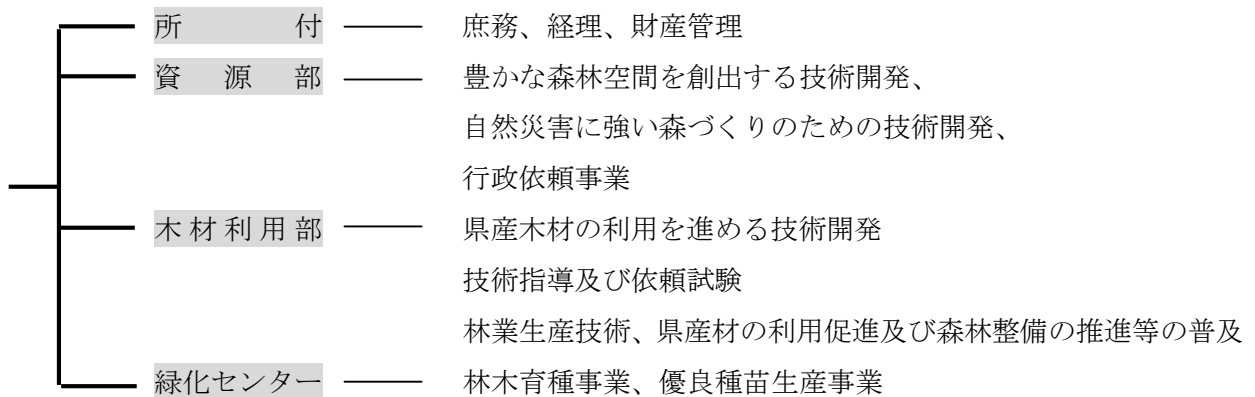 所付 庶務、経理、財産管理
資源部 豊かな森林空間を創出する技術開発、
自然災害に強い森づくりのための技術開発、
行政依頼事業
木材利用部 県産木材の利用を進める技術開発
技術指導及び依頼試験
林業生産技術、県産材の利用促進及び森林整備の推進等の普及
緑化センター 林木育種事業、優良種苗生産事業